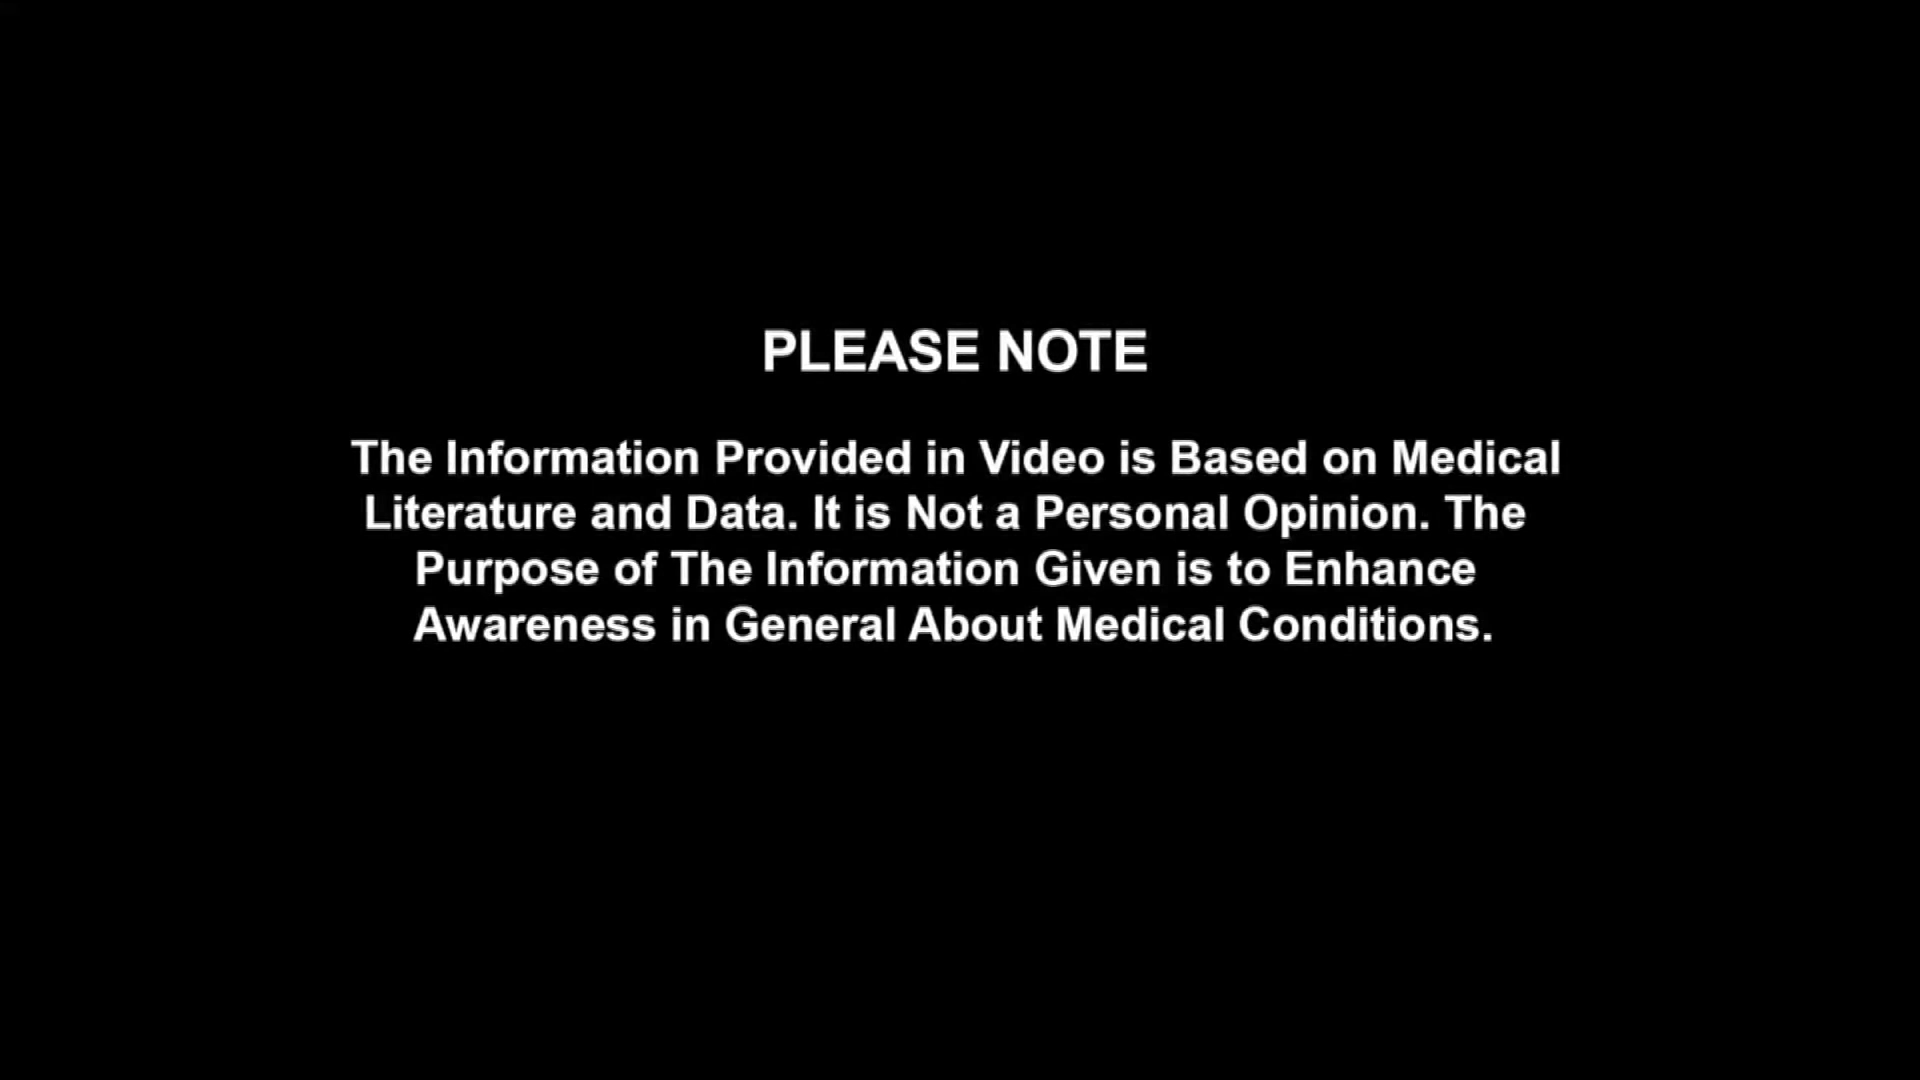 PLEASE NOTE
The Information Provided in Video is Based on Medical
Literature and Data. It is Not a Personal Opinion. The
Purpose of The Information Given is to Enhance
Awareness in General About Medical Conditions.